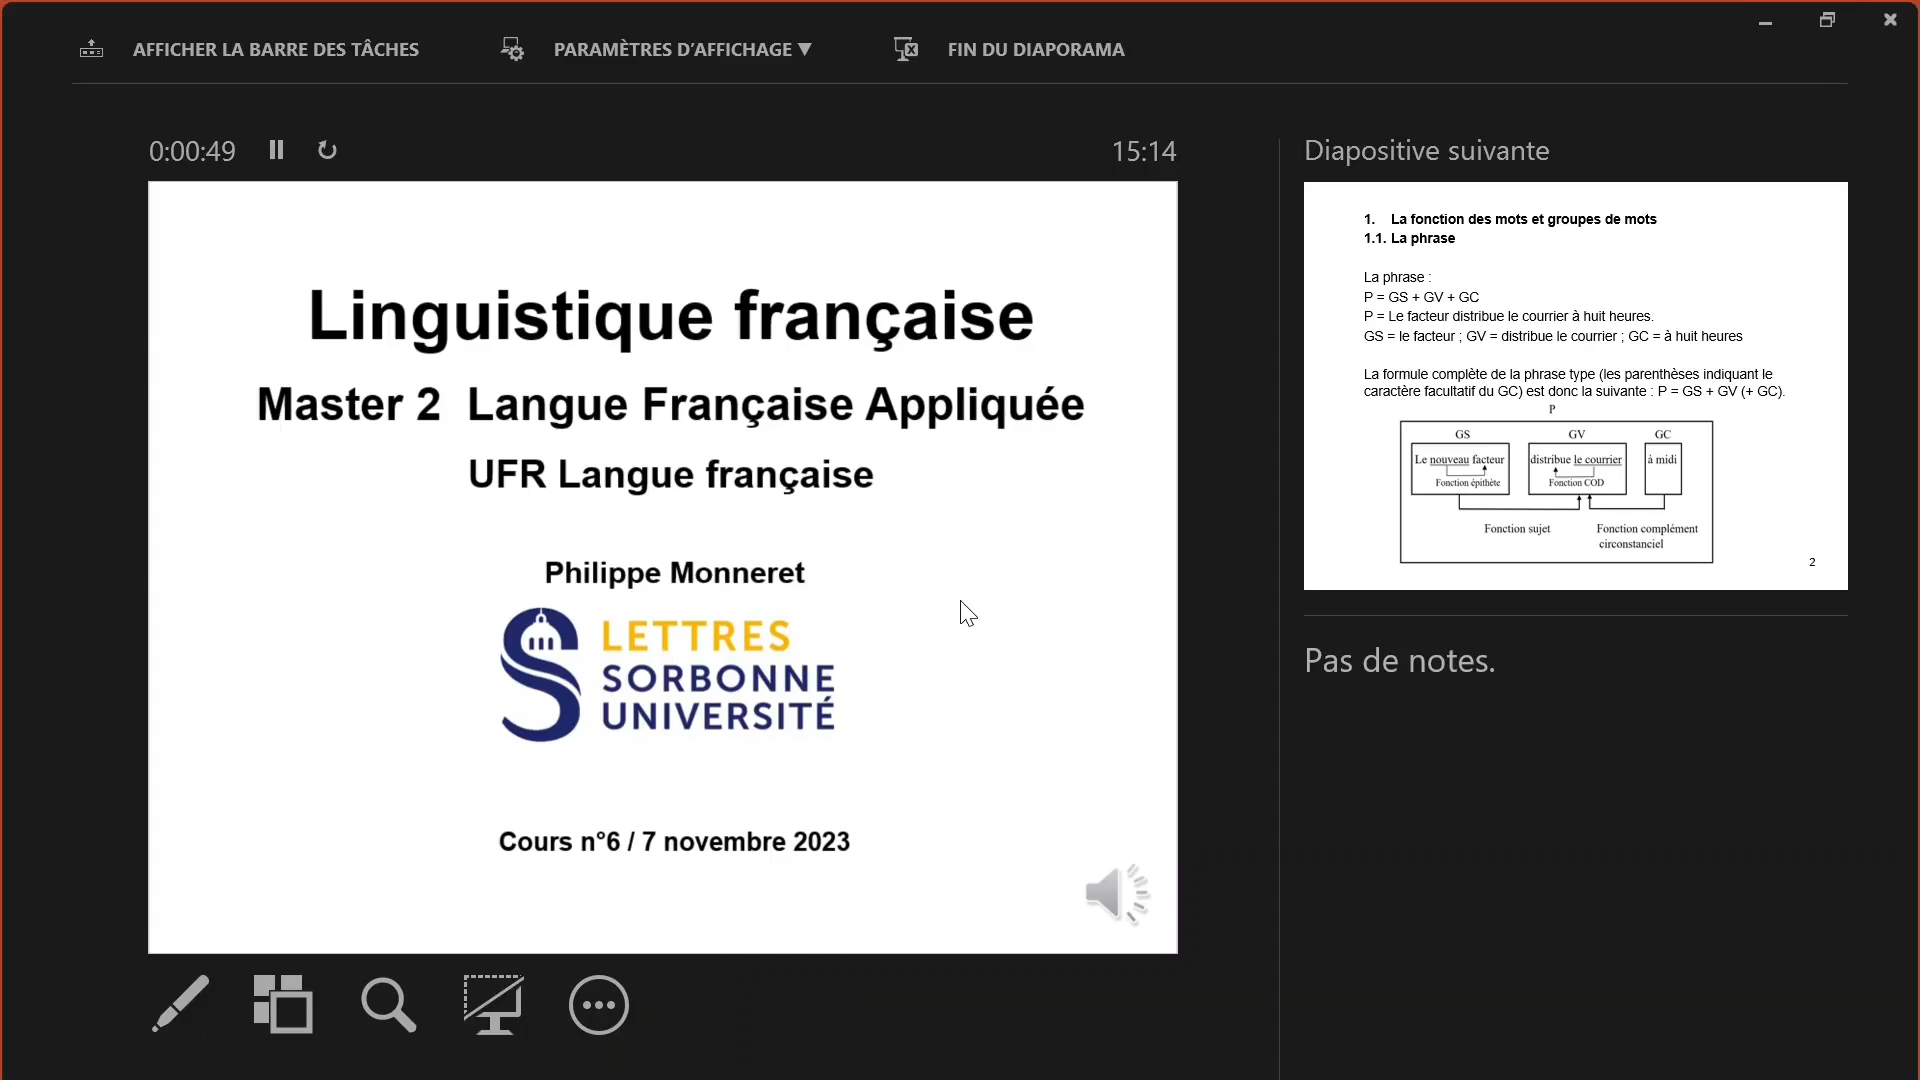 AFFICHER LA BARRE DES TÂCHES
PARAMÈTRES D'AFFICHAGE ▼
FIN DU DIAPORAMA
0:00:49
15:14
Linguistique française
Master 2 Langue Française Appliquée
UFR Langue française
Philippe Monneret
LETTRES
SORBONNE
UNIVERSITÉ
Cours n°6 / 7 novembre 2023
Diapositive suivante
1. La fonction des mots et groupes de mots
1.1. La phrase
La phrase :
P = GS + GV + GC
P = Le facteur distribue le courrier à huit heures.
GS = le facteur ; GV = distribue le courrier ; GC = à huit heures
La formule complète de la phrase type (les parenthèses indiquant le
caractère facultatif du GC) est donc la suivante : P = GS + GV (+ GC).
P
GS GV GC
Le nouveau facteur distribue le courrier à midi
Fonction épithète Fonction COD
Fonction sujet Fonction complément
circonstanciel
2
Pas de notes.